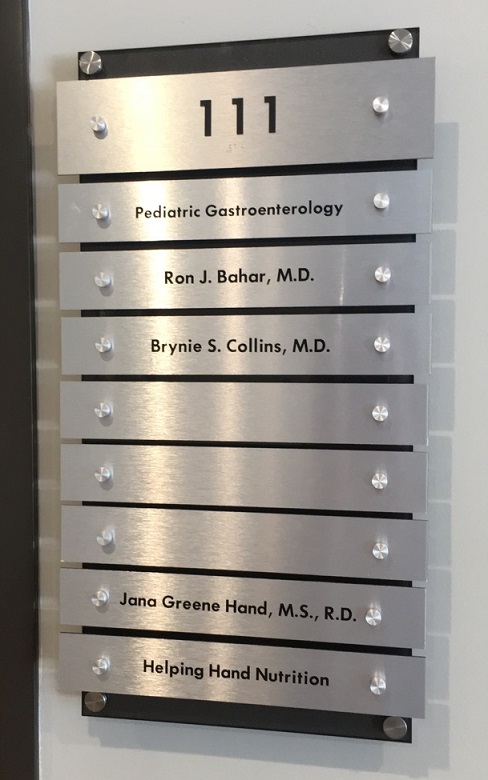 111
Pediatric Gastroenterology
Ron J. Bahar, M.D.
Brynie S. Collins, M.D.
Jana Greene Hand, M.S., R.D.
Helping Hand Nutrition